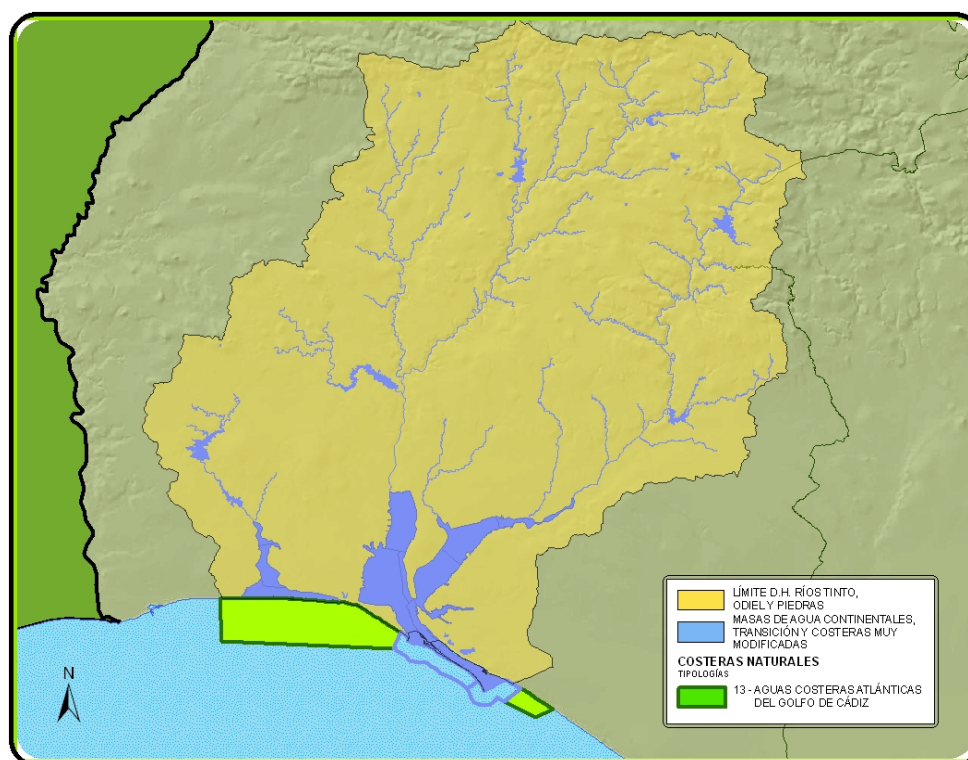 LÍMITE D.H. RÍOS TINTO,
ODIEL Y PIEDRAS
MASAS DE AGUA CONTINENTALES,
TRANSICIÓN Y COSTERAS MUY
MODIFICADAS
COSTERAS NATURALES
TIPOLOGÍAS
13 - AGUAS COSTERAS ATLÁNTICAS
DEL GOLFO DE CÁDIZ
N